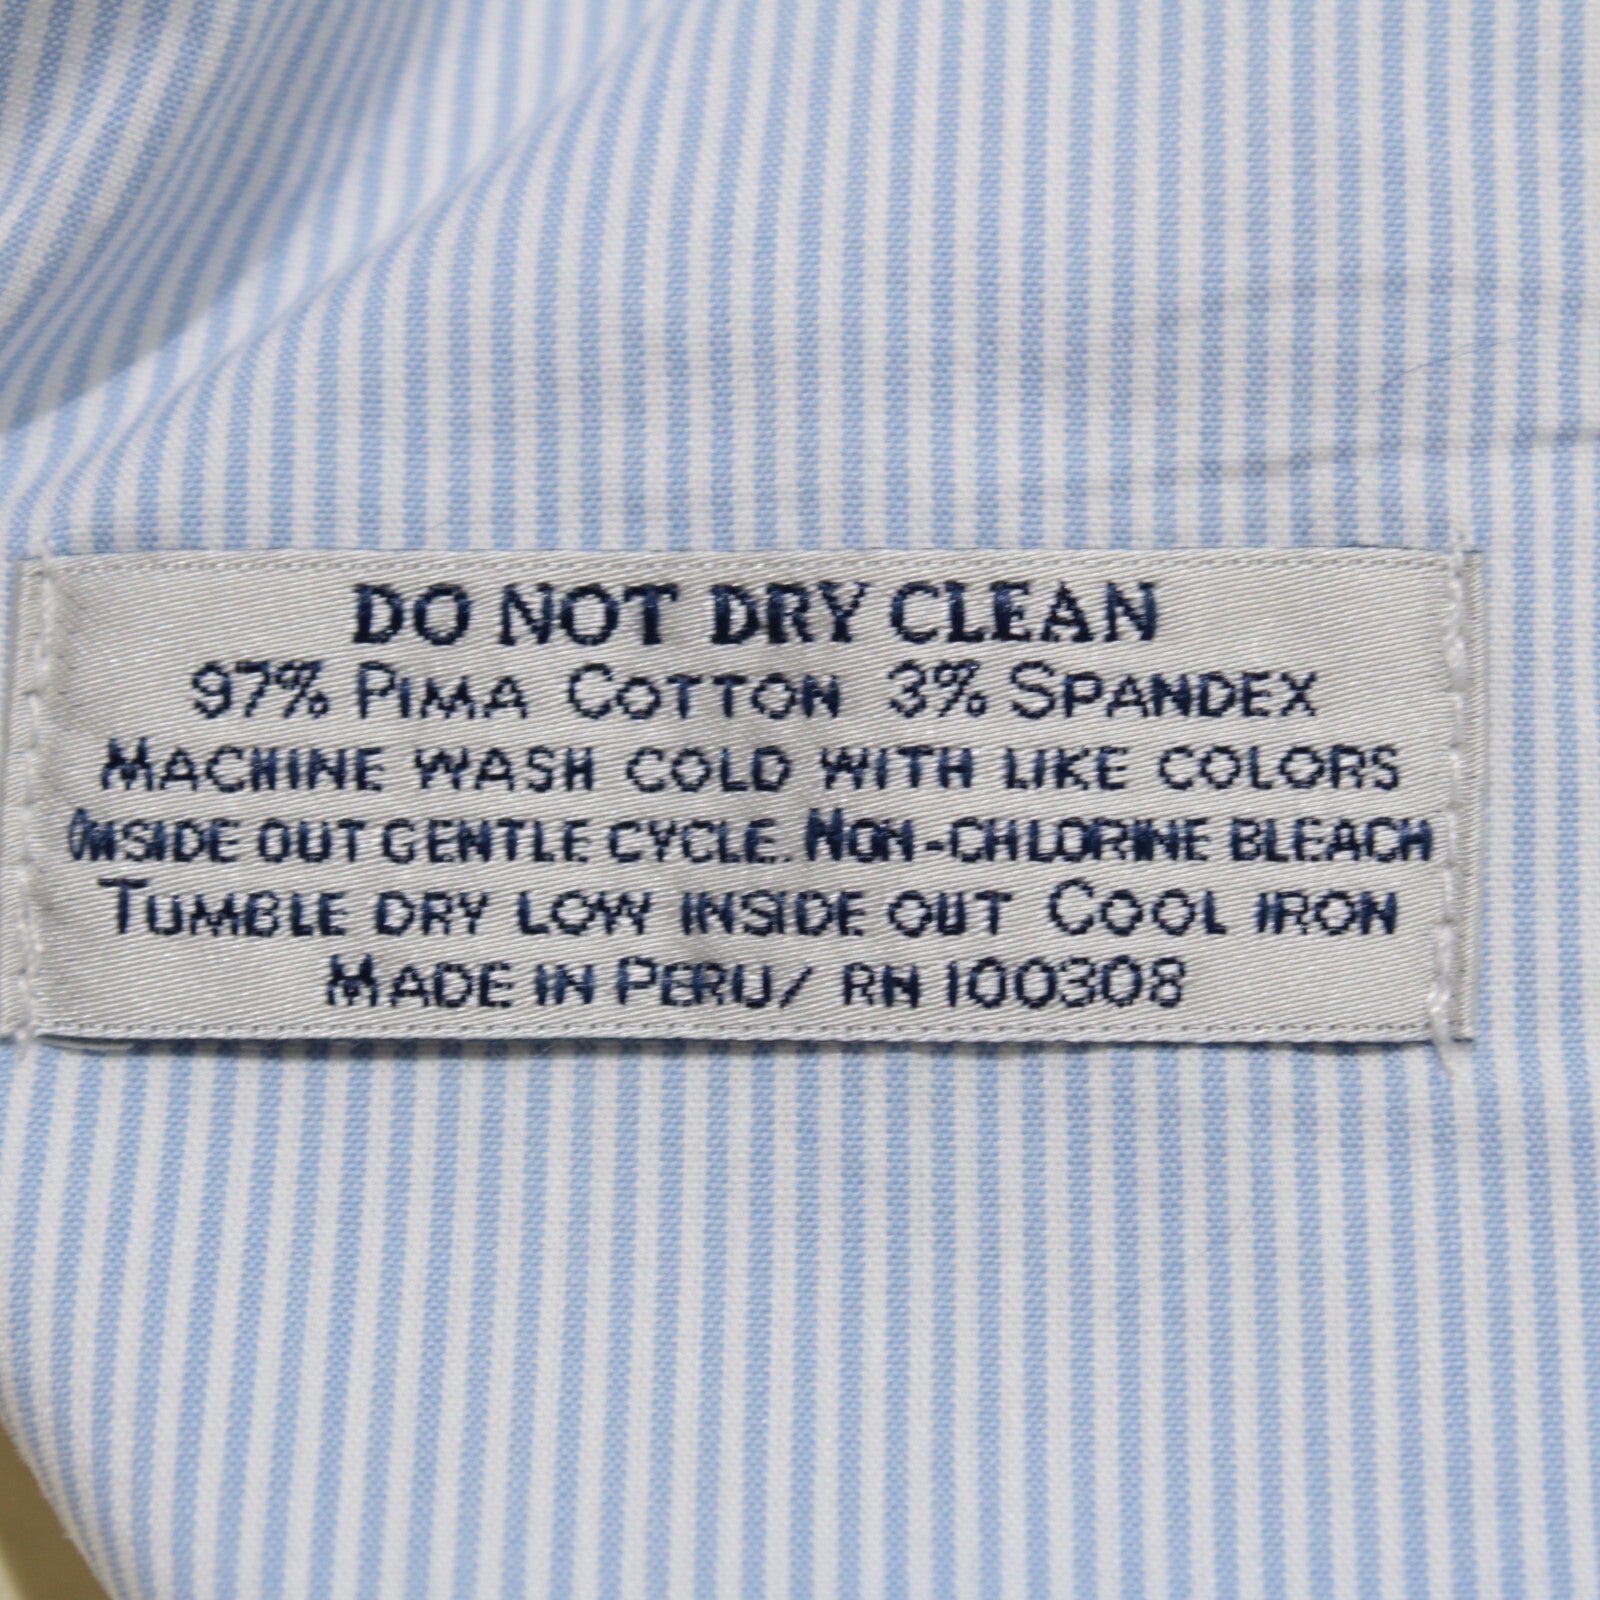 DO NOT DRY CLEAN
97% PIMA COTTON 3% SPANDEX
MACHINE WASH COLD WITH LIKE COLORS
INSIDE OUT GENTLE CYCLE. NON-CHLORINE BLEACH
TUMBLE DRY LOW INSIDE OUT COOL IRON
MADE IN PERU/ RN 100308